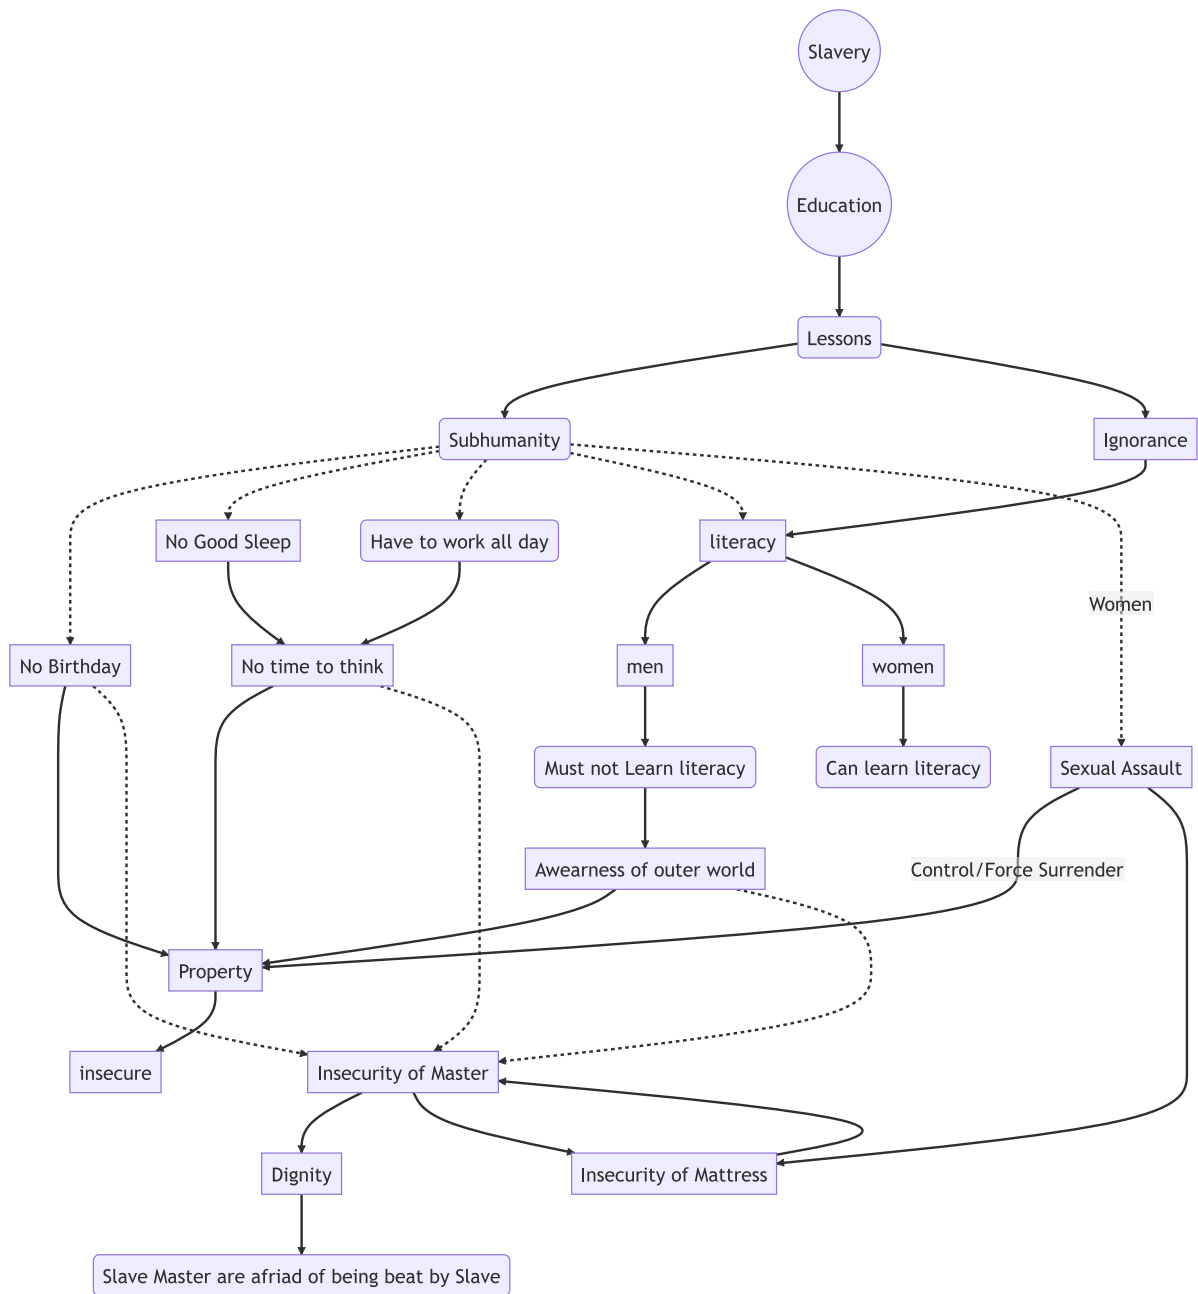 Slavery
Education
Lessons
Subhumanity
Ignorance
No Good Sleep
Have to work all day
literacy
Women
No Birthday
No time to think
men
women
Must not Learn literacy
Can learn literacy
Sexual Assault
Awearness of outer world
Control/Force Surrender
Property
insecure
Insecurity of Master
Dignity
Insecurity of Mattress
Slave Master are afriad of being beat by Slave